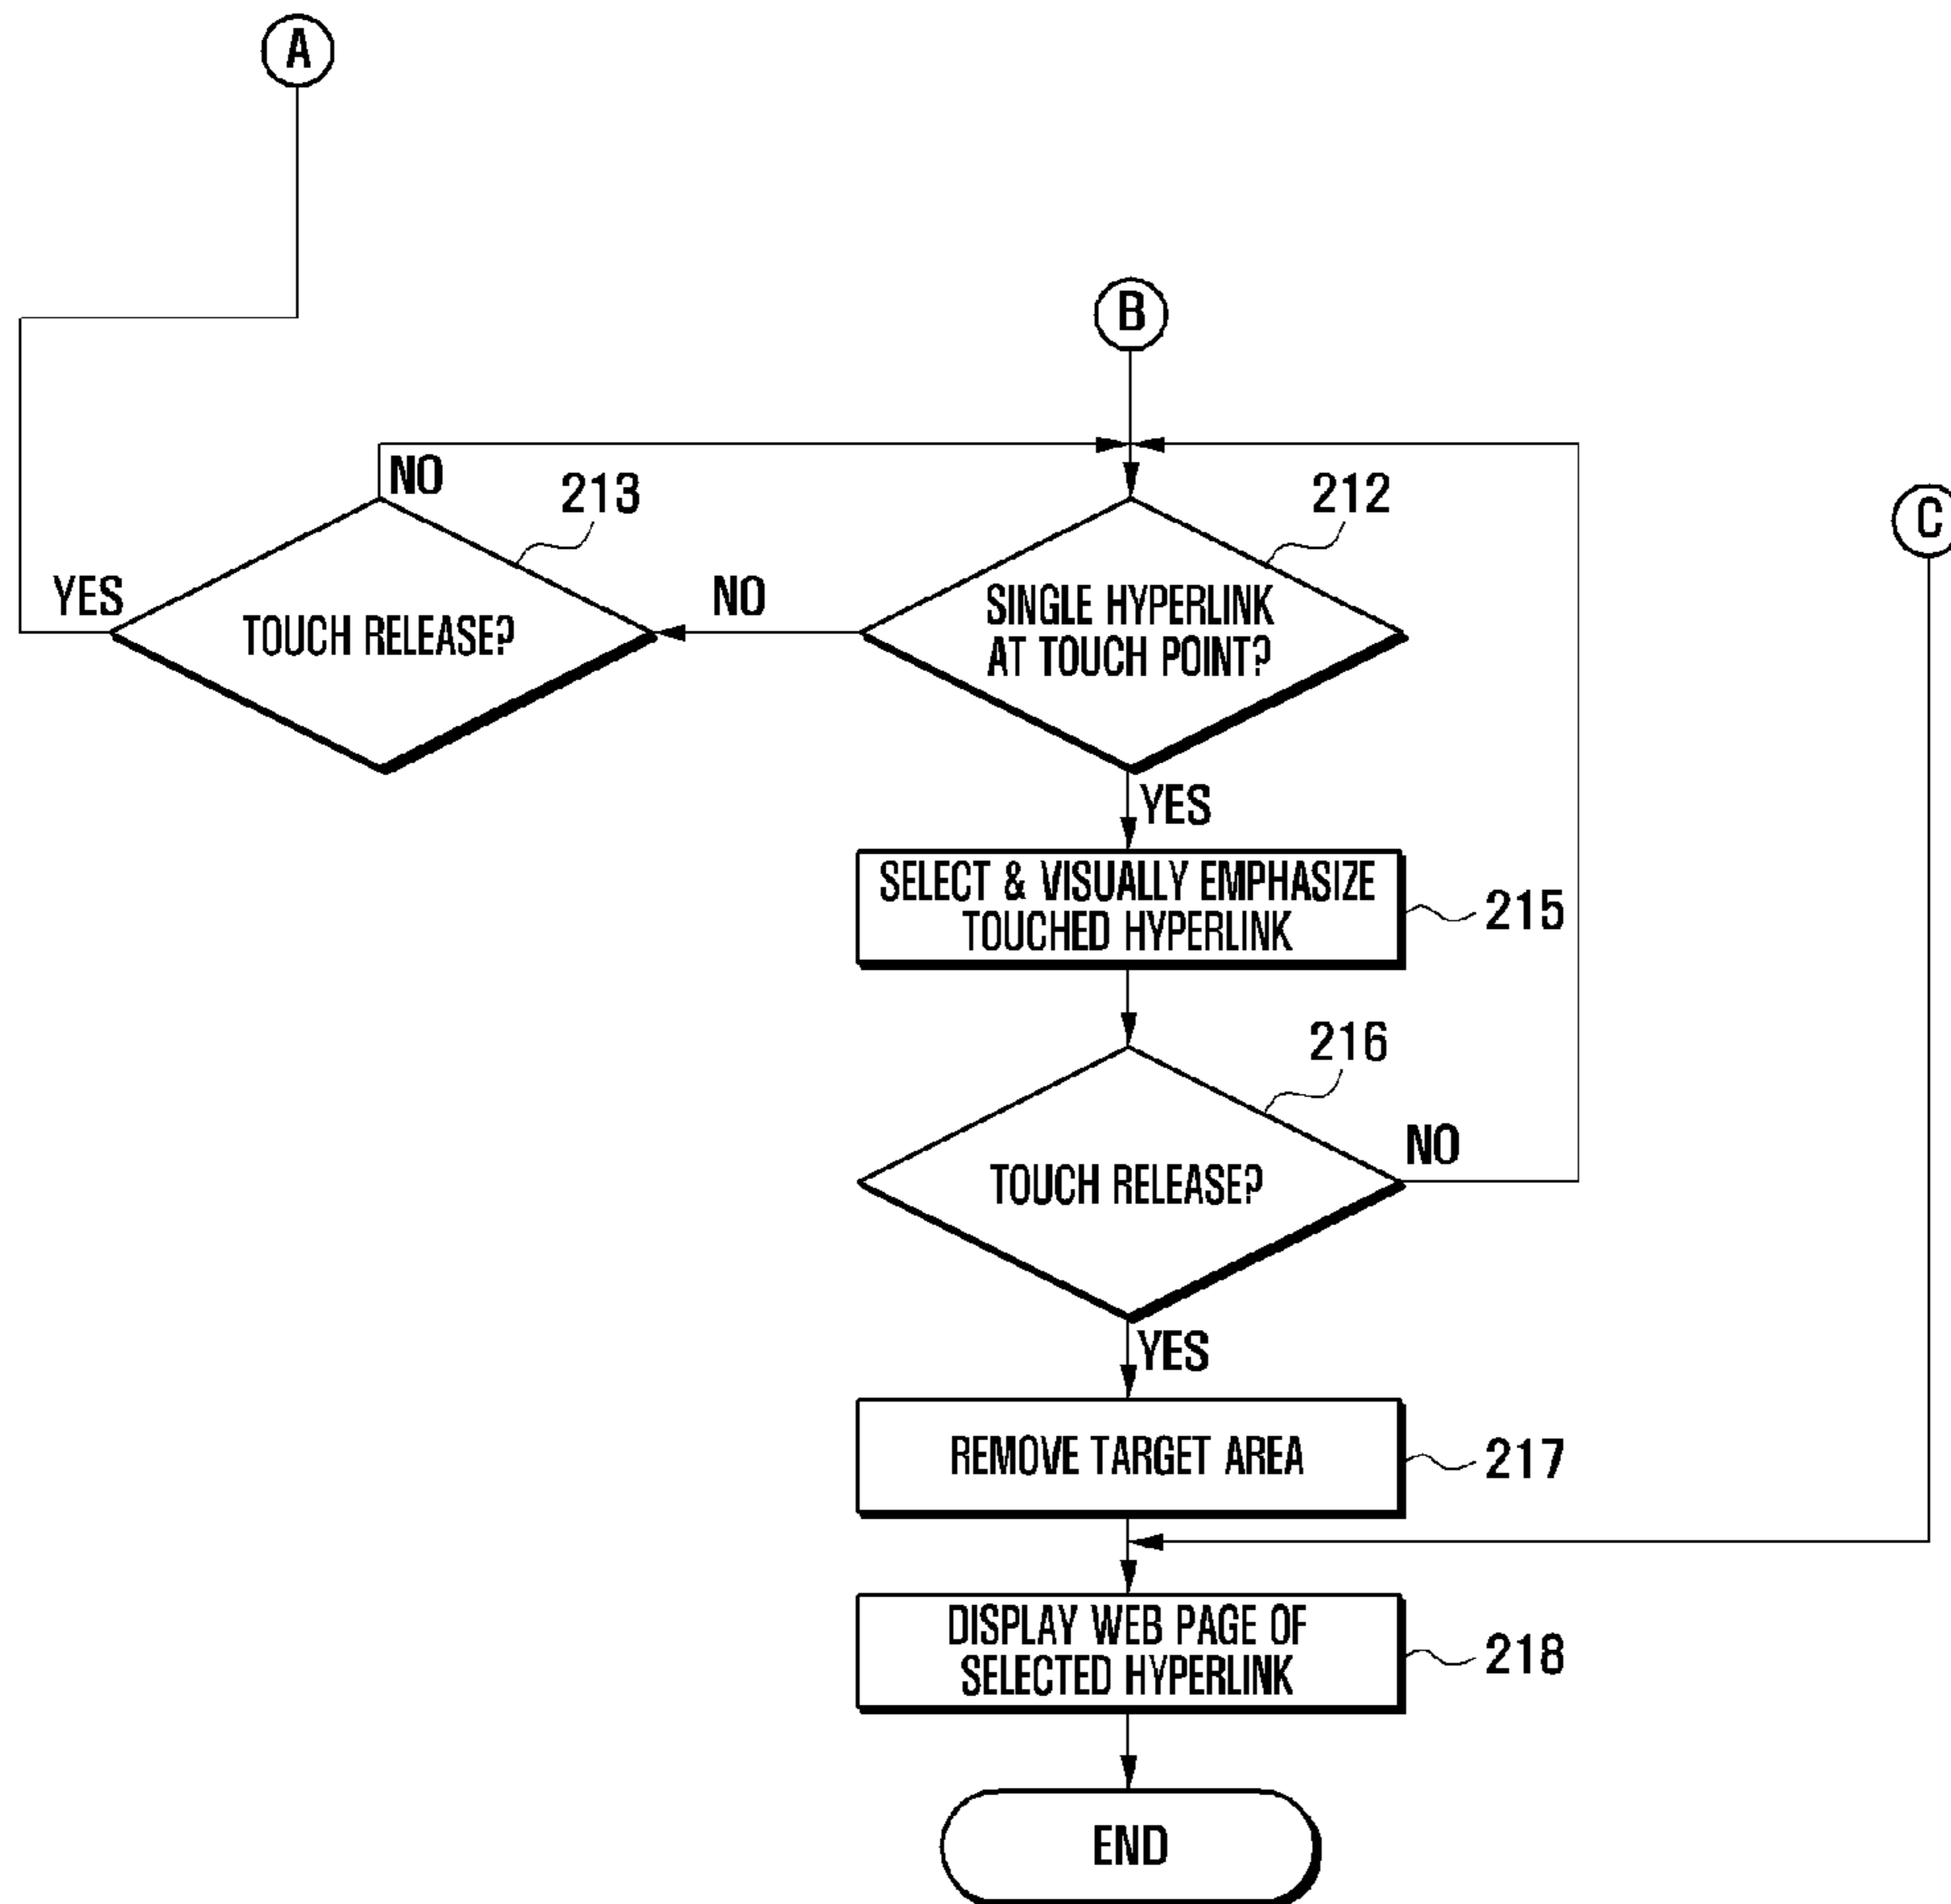 A
B
NO
213
212
C
YES
TOUCH RELEASE?
NO
SINGLE HYPERLINK
AT TOUCH POINT?
YES
SELECT & VISUALLY EMPHASIZE
TOUCHED HYPERLINK
215
216
TOUCH RELEASE?
NO
YES
REMOVE TARGET AREA
217
DISPLAY WEB PAGE OF
SELECTED HYPERLINK
218
END